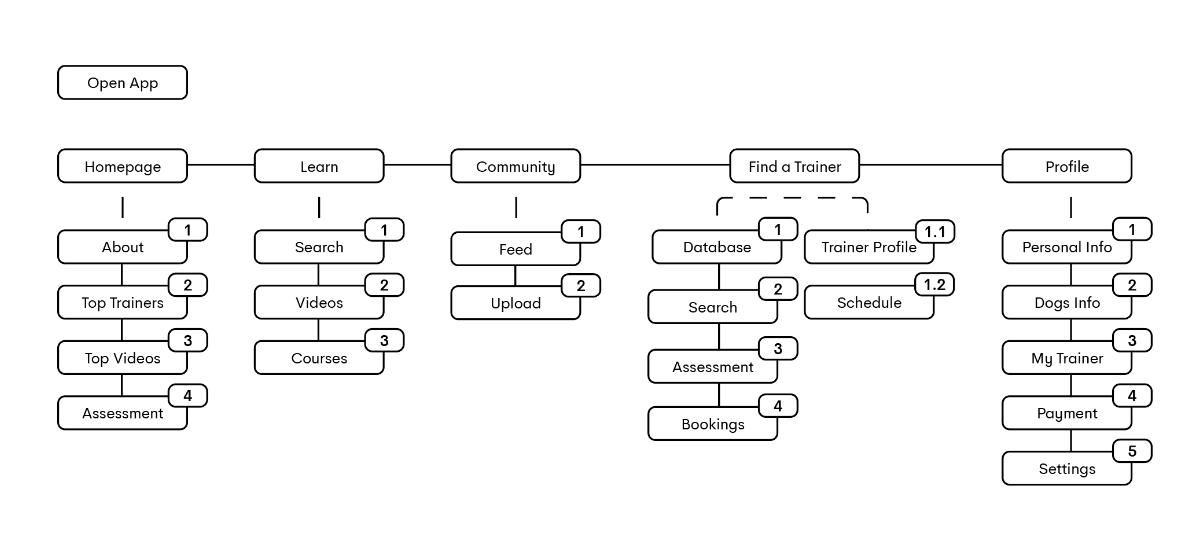 Open App
Homepage
Learn
Community
Find a Trainer
Profile
1
About
2
Top Trainers
3
Top Videos
4
Assessment
1
Search
2
Videos
3
Courses
1
Feed
2
Upload
1
Database
2
Search
3
Assessment
4
Bookings
1.1
Trainer Profile
1.2
Schedule
1
Personal Info
2
Dogs Info
3
My Trainer
4
Payment
5
Settings